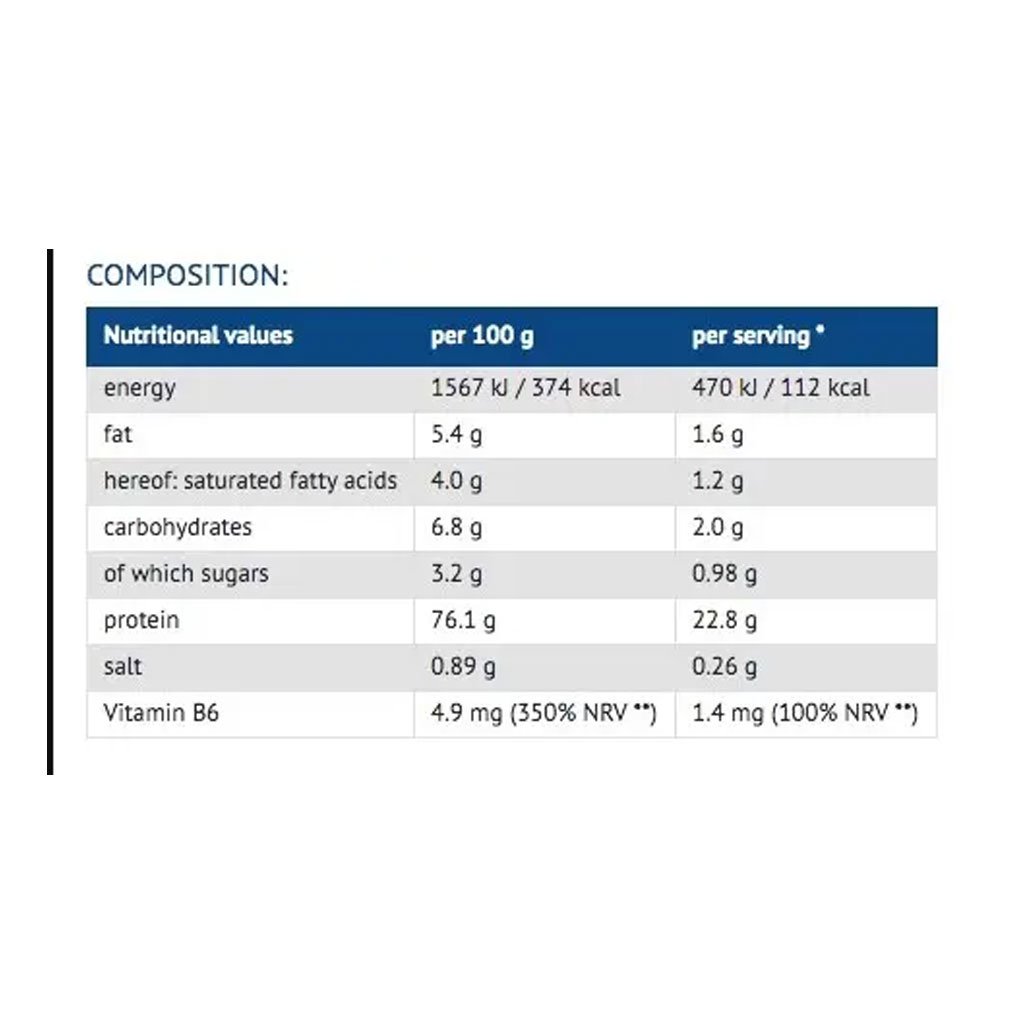 COMPOSITION:
Nutritional values per 100 g per serving *
energy 1567 kJ / 374 kcal 470 kJ / 112 kcal
fat 5.4 g 1.6 g
hereof: saturated fatty acids 4.0 g 1.2 g
carbohydrates 6.8 g 2.0 g
of which sugars 3.2 g 0.98 g
protein 76.1 g 22.8 g
salt 0.89 g 0.26 g
Vitamin B6 4.9 mg (350% NRV **) 1.4 mg (100% NRV **)